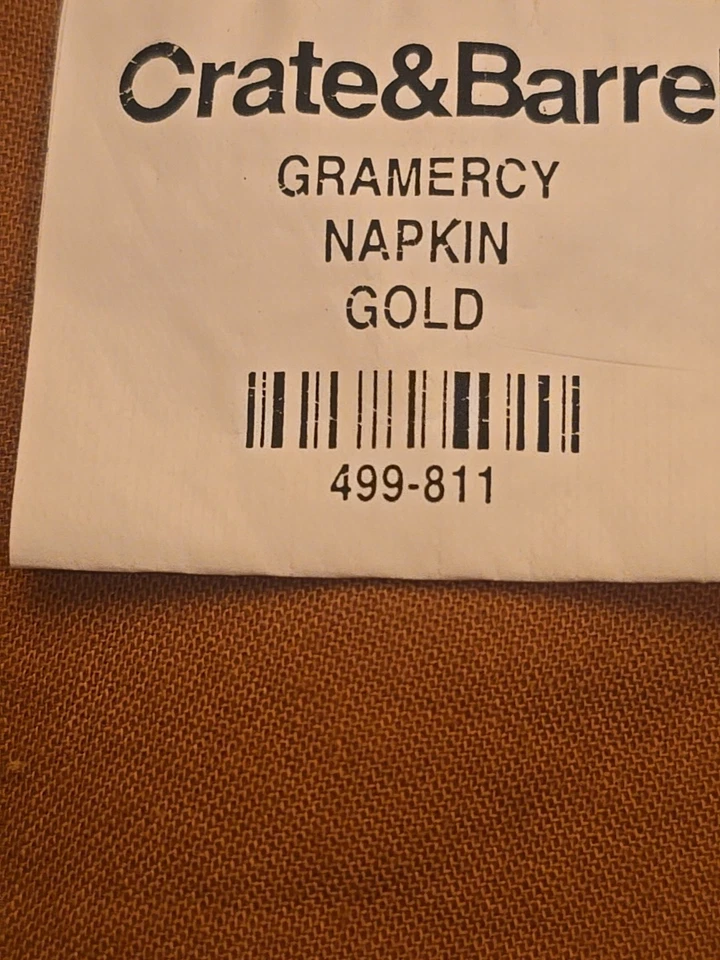 Crate&Barrel
GRAMERCY
NAPKIN
GOLD
499-811